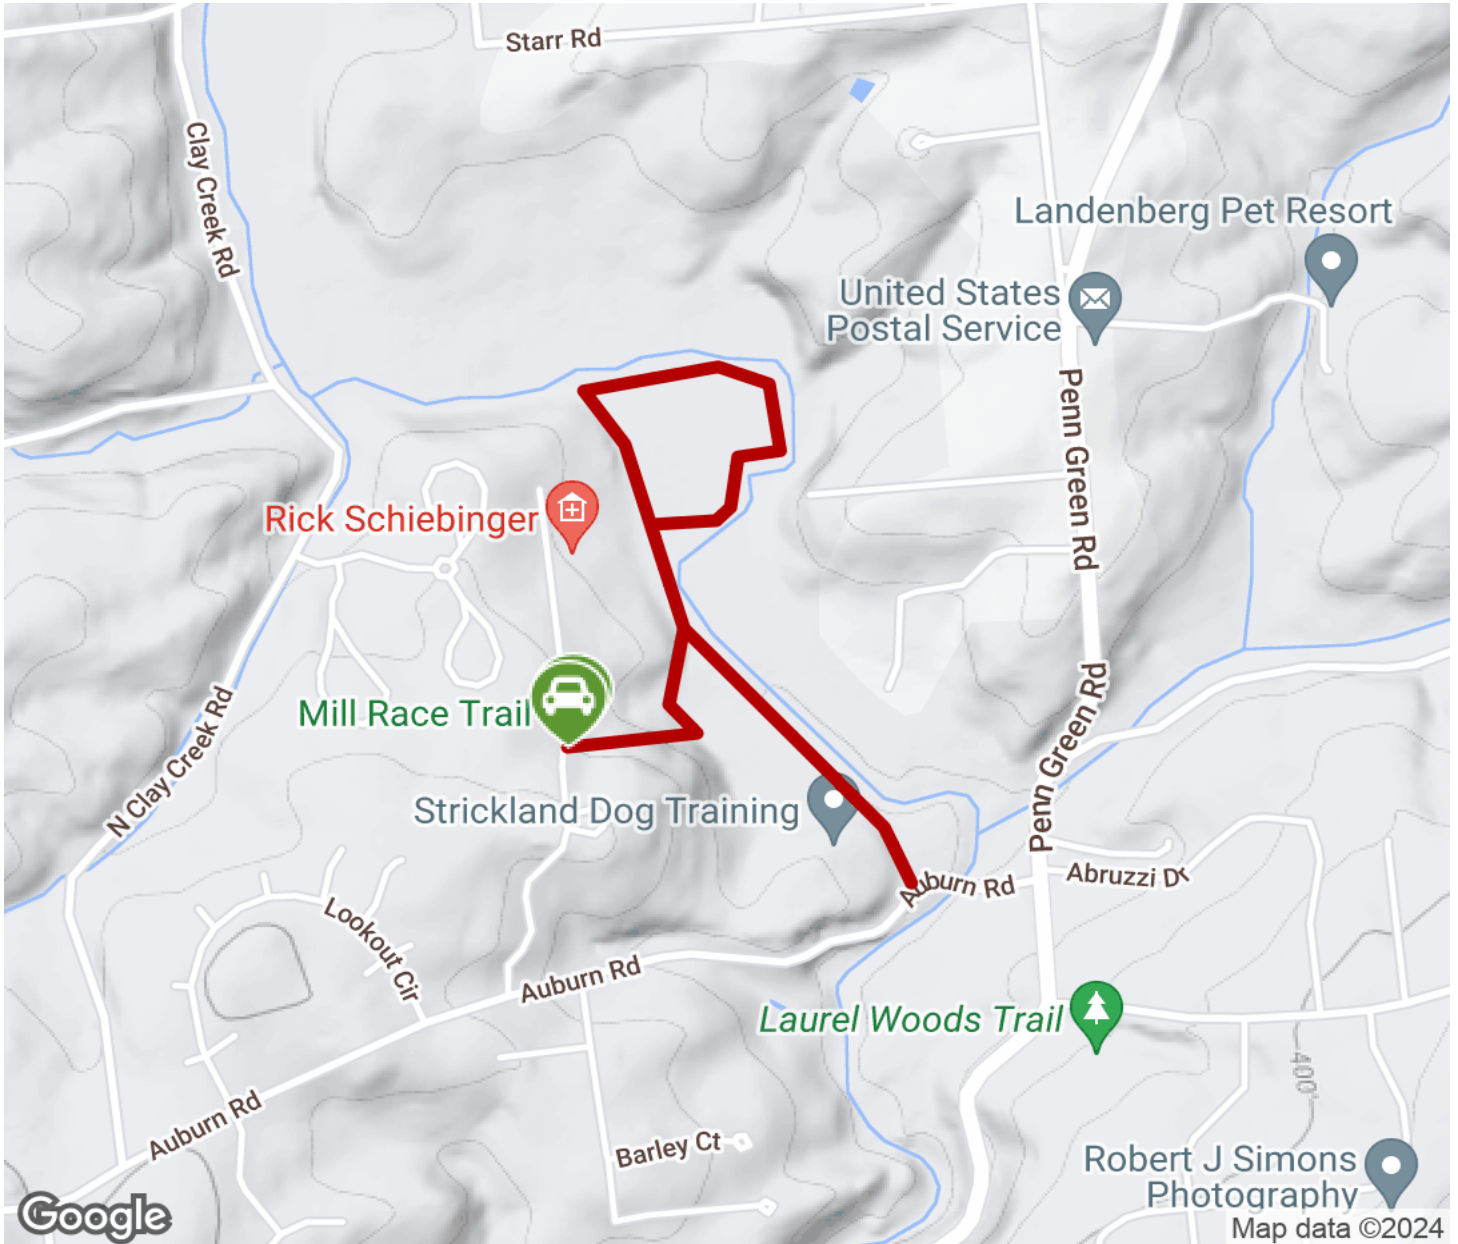 Starr Rd
Clay Creek Rd
Landenberg Pet Resort
United States
Postal Service
Penn Green Rd
Rick Schiebinger
Mill Race Trail
N Clay Creek Rd
Penn Green Rd
Strickland Dog Training
Auburn Rd
Abruzzi Dr
Lookout Cir
Auburn Rd
Laurel Woods Trail
400'
Auburn Rd
Barley Ct
Robert J Simons
Photography
Google
Map data ©2024